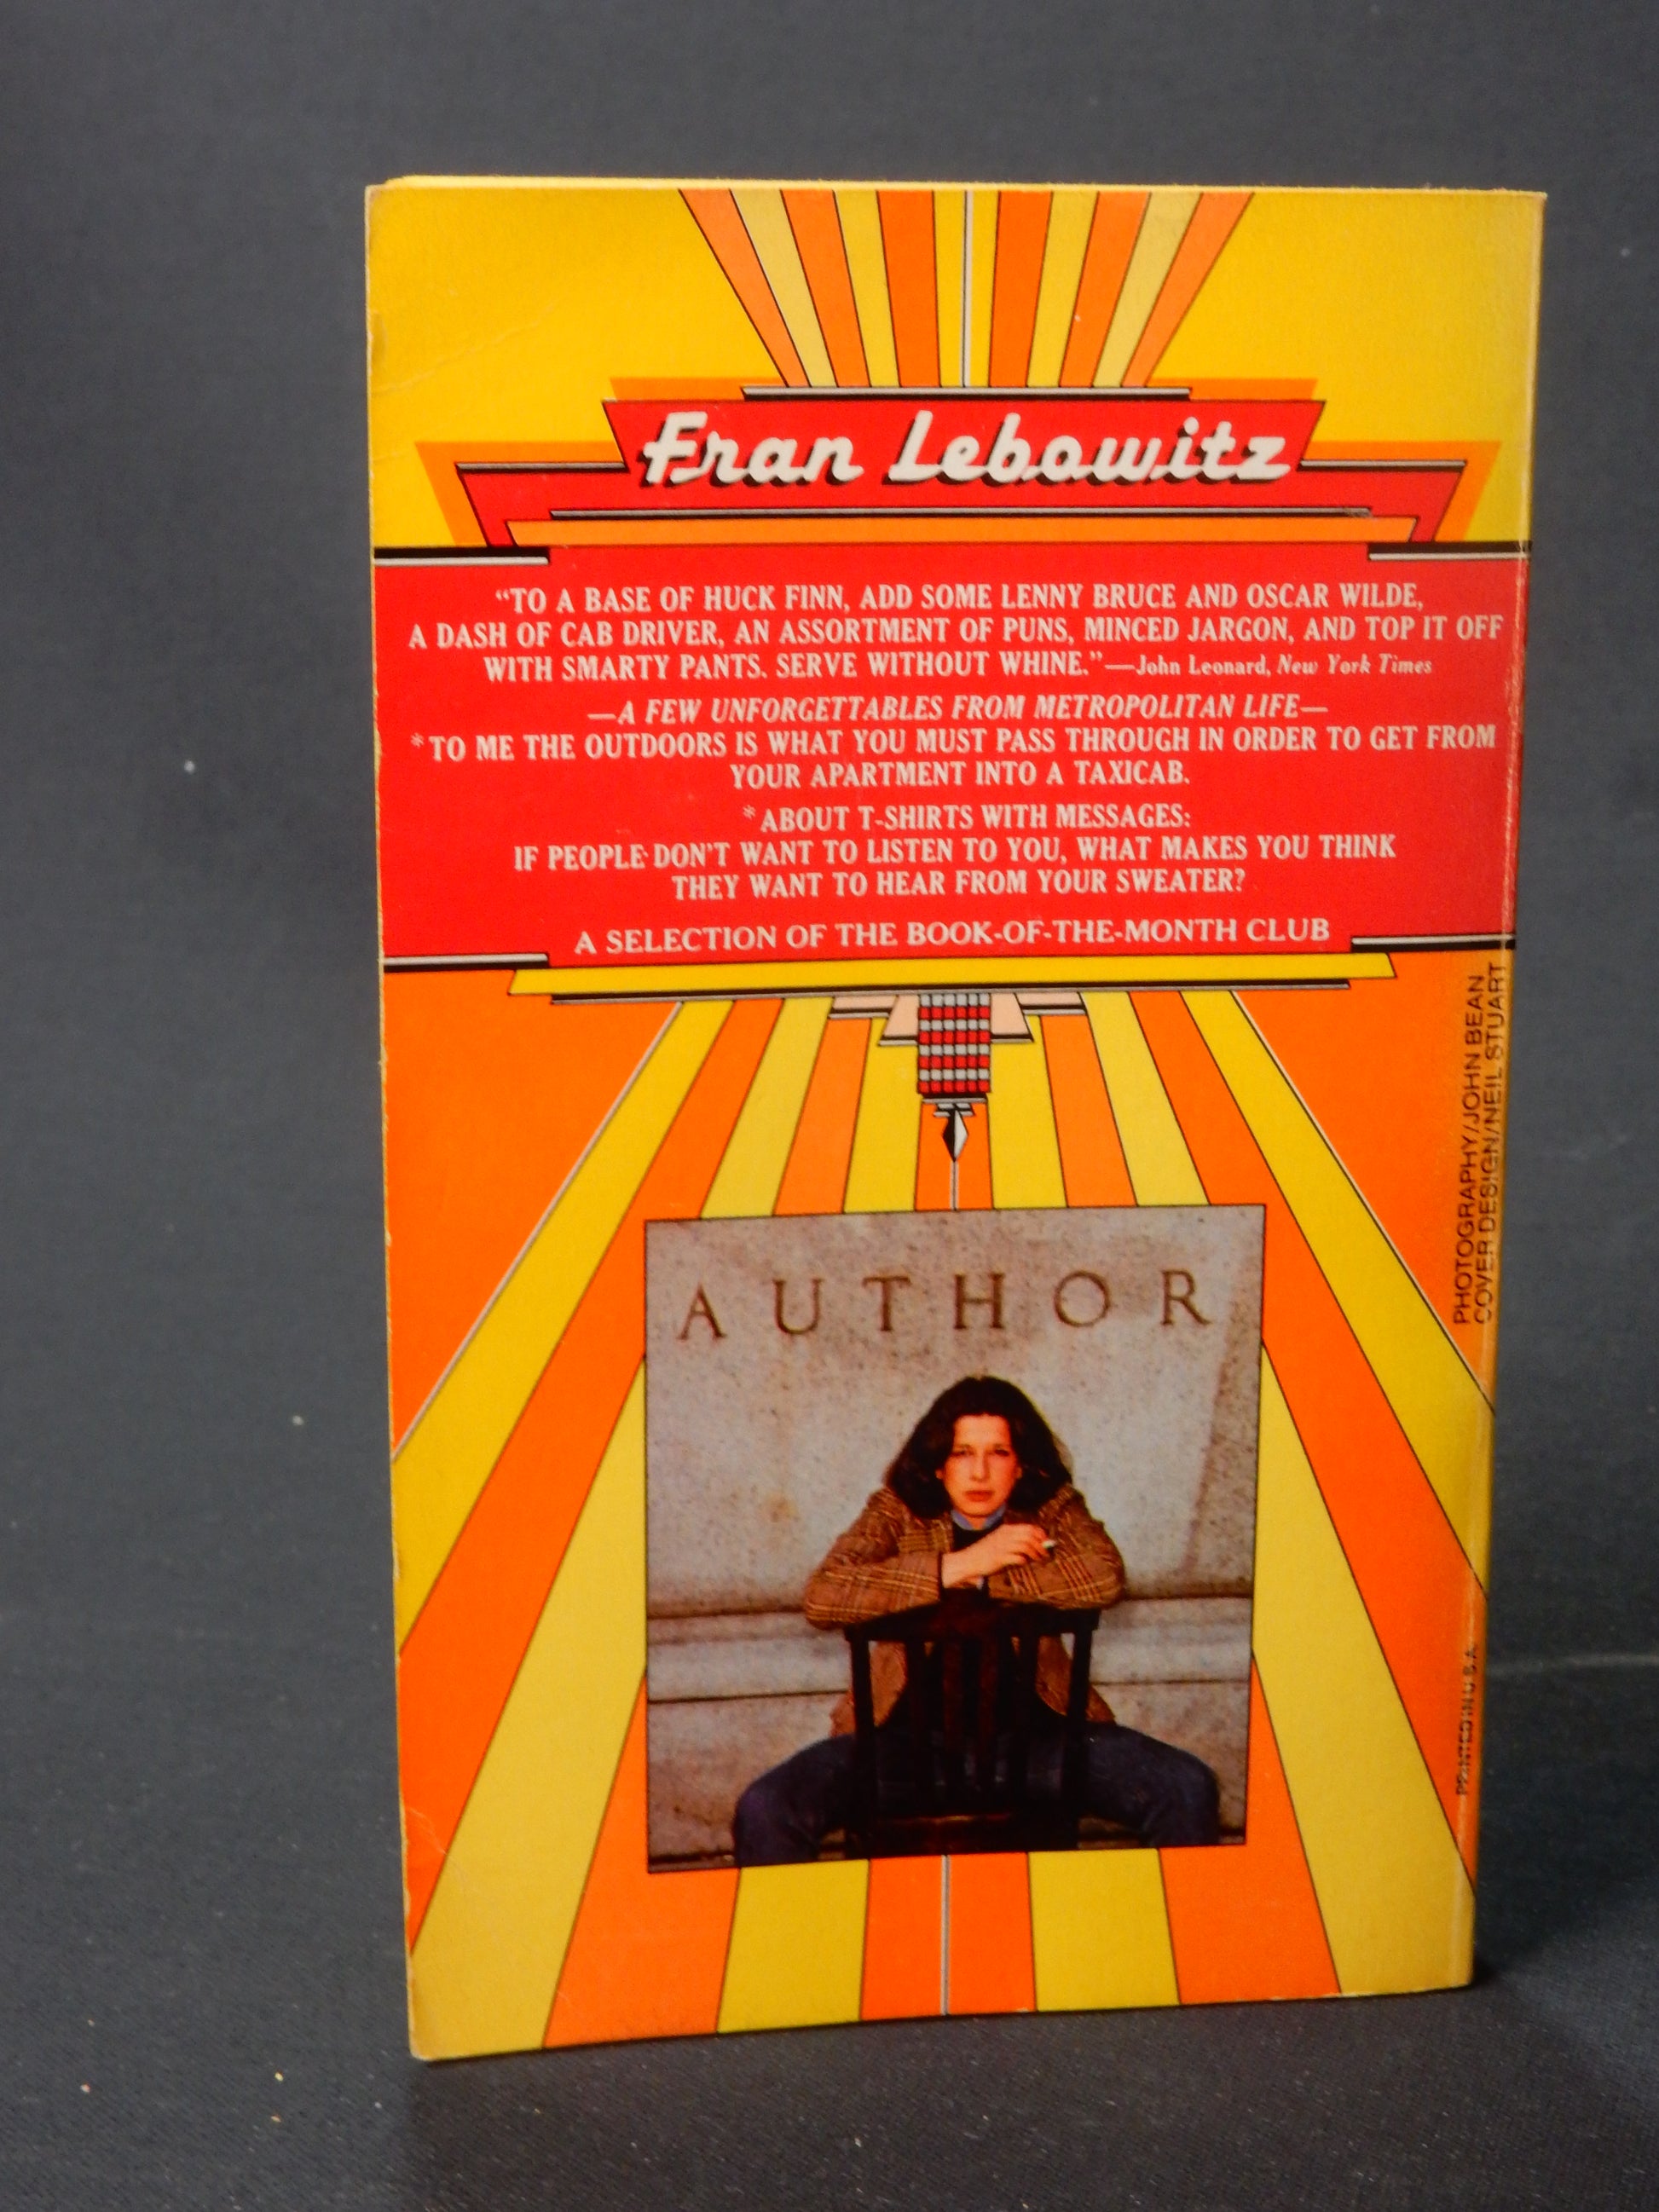 Fran Lebowitz
“TO A BASE OF HUCK FINN, ADD SOME LENNY BRUCE AND OSCAR WILDE,
A DASH OF CAB DRIVER, AN ASSORTMENT OF PUNS, MINCED JARGON, AND TOP IT OFF
WITH SMARTY PANTS. SERVE WITHOUT WHINE.”—John Leonard, New York Times
—A FEW UNFORGETTABLES FROM METROPOLITAN LIFE—
*TO ME THE OUTDOORS IS WHAT YOU MUST PASS THROUGH IN ORDER TO GET FROM
YOUR APARTMENT INTO A TAXICAB.
*ABOUT T-SHIRTS WITH MESSAGES:
IF PEOPLE DON'T WANT TO LISTEN TO YOU, WHAT MAKES YOU THINK
THEY WANT TO HEAR FROM YOUR SWEATER?
A SELECTION OF THE BOOK-OF-THE-MONTH CLUB
PHOTOGRAPHY/JOHN BEAN
COVER DESIGN/NEIL STUART
AUTHOR
PRINTED IN U.S.A.